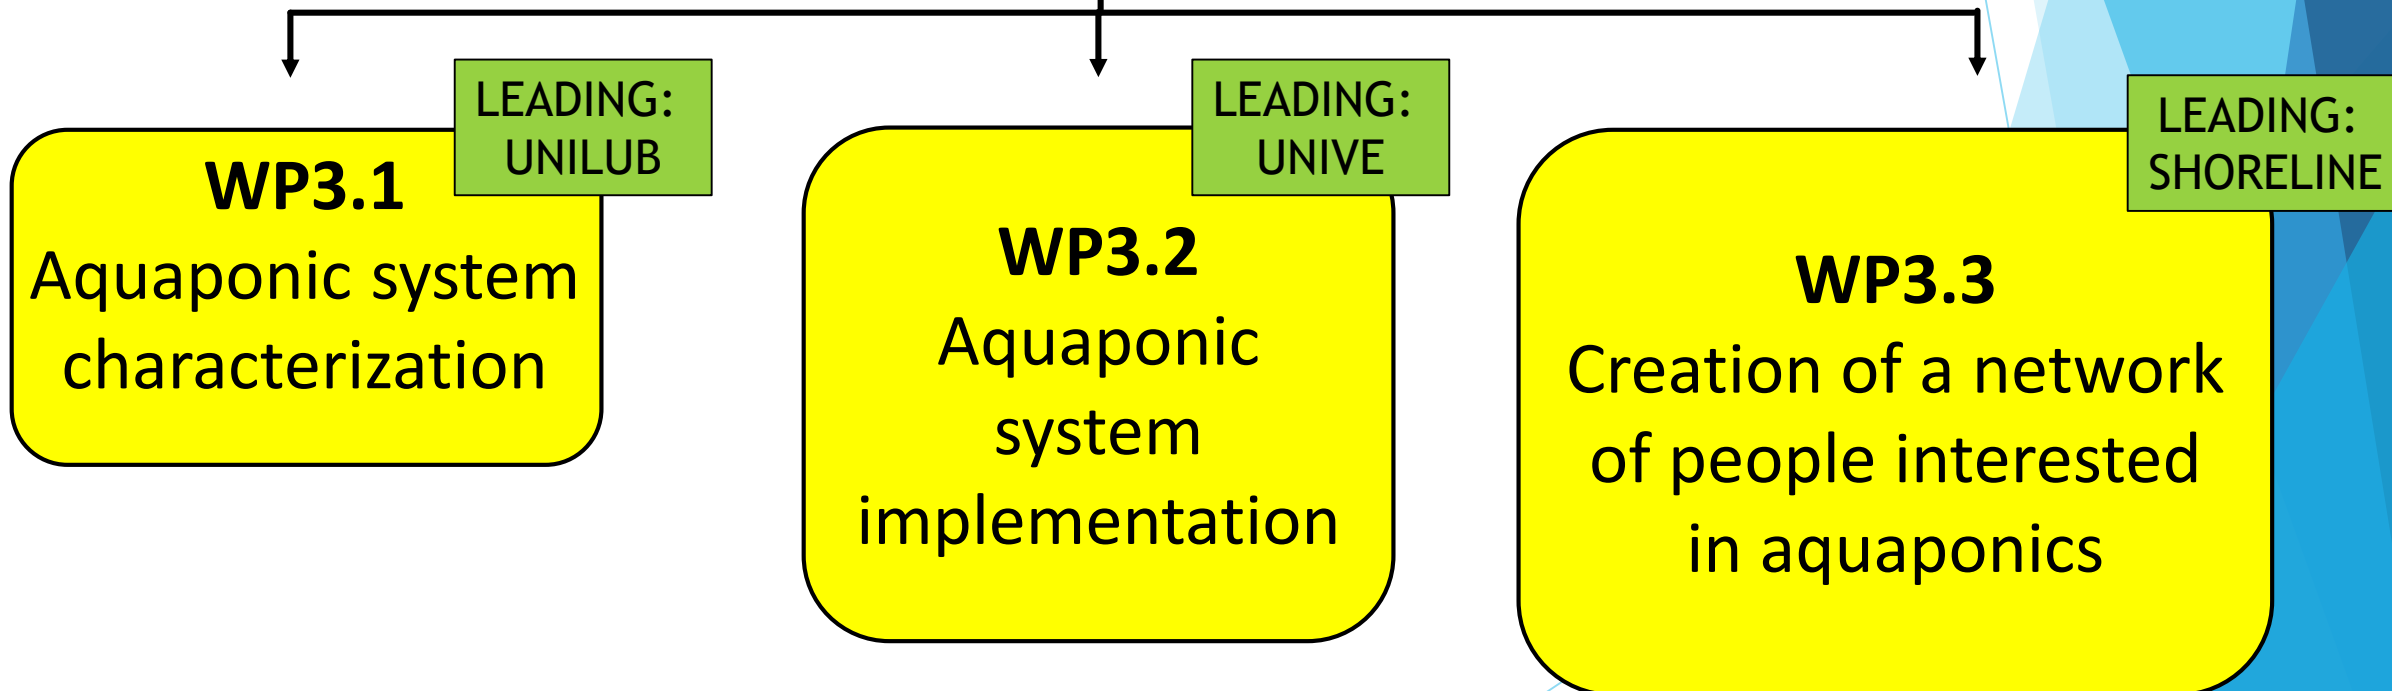 LEADING:
UNILUB
WP3.1
Aquaponic system
characterization
LEADING:
UNIVE
WP3.2
Aquaponic
system
implementation
LEADING:
SHORELINE
WP3.3
Creation of a network
of people interested
in aquaponics